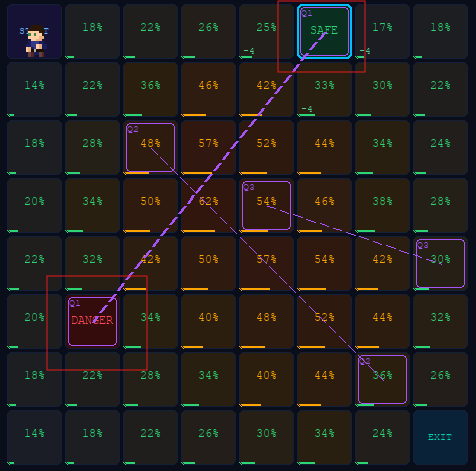 START 18% 22% 26% 25% -4 Q1 SAFE 17% -4 18%
14% 22% 36% 46% 42% 33% -4 30% 22%
18% 28% Q2 48% 57% 52% 44% 34% 24%
20% 34% 50% 62% Q3 54% 46% 38% 28%
22% 32% 42% 50% 57% 54% 42% Q3 30%
20% Q1 DANGER 34% 40% 48% 52% 44% 32%
18% 22% 28% 34% 40% 44% Q2 36% 26%
14% 18% 22% 26% 30% 34% 24% EXIT